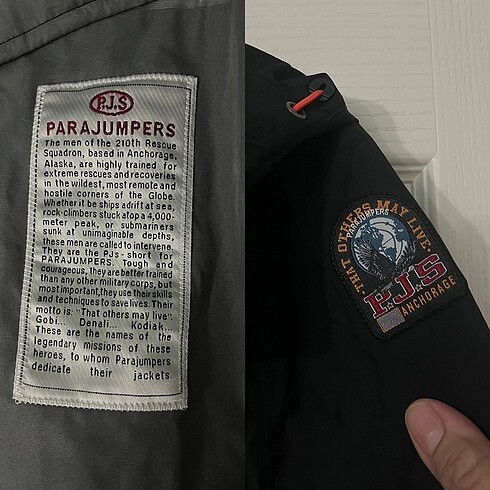 P.J.S
PARAJUMPERS
The men of the 210th Rescue
Squadron, based in Anchorage,
Alaska, are highly trained for
extreme rescues and recoveries
in the wildest, most remote and
hostile corners of the Globe.
Whether it be ships adrift at sea,
rock-climbers stuck atop a 4,000-
meter peak, or submariners
sunk at unimaginable depths,
these men are called to intervene.
They are the PJs - short for
PARAJUMPERS. Tough and
courageous, they are better trained
than any other military corps, but
most important, they use their skills
and techniques to save lives. Their
motto is: "That others may live".
Gobi... Denali... Kodiak...
These are the names of the
legendary missions of these
heroes, to whom Parajumpers
dedicate their jackets
·THAT OTHERS MAY LIVE·
PARAJUMPERS
P.J.S
ANCHORAGE